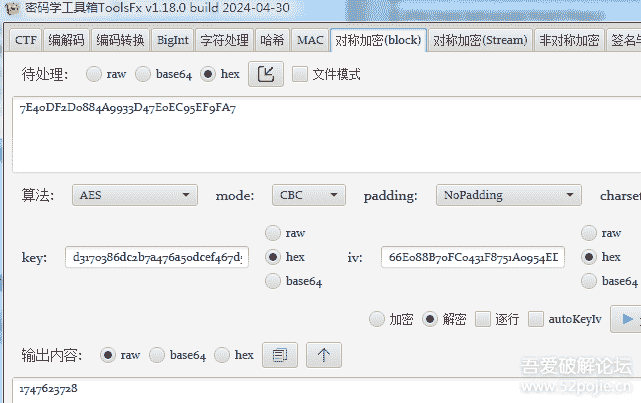 密码学工具箱ToolsFx v1.18.0 build 2024-04-30
CTF 编解码 编码转换 BigInt 字符处理 哈希 MAC 对称加密(block) 对称加密(Stream) 非对称加密 签名
待处理: raw base64 hex 文件模式
7E40DF2D0884A9933D47E0EC95EF9FA7
算法: AES mode: CBC padding: NoPadding charset
raw raw
key: d3170386dc2b7a476a50dcef467d5 hex iv: 66E088B70FC0431F8751A0954ED hex
base64 base64
加密 解密 逐行 autoKeyIv
输出内容: raw base64 hex
1747623728
吾爱破解论坛
www.52pojie.cn